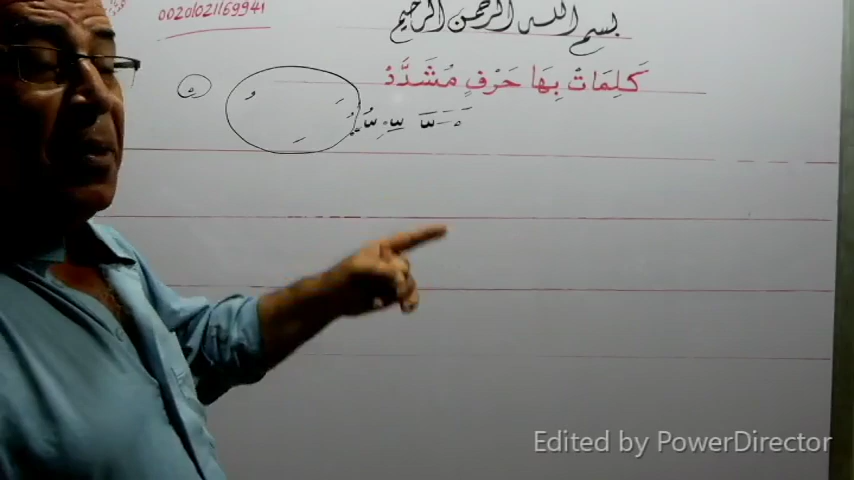 بسم الله الرحمن الرحيم
00201021169941
كَلِمَاتْ بِهَا حَرْفٍ مُشَدَّدْ
Edited by PowerDirector